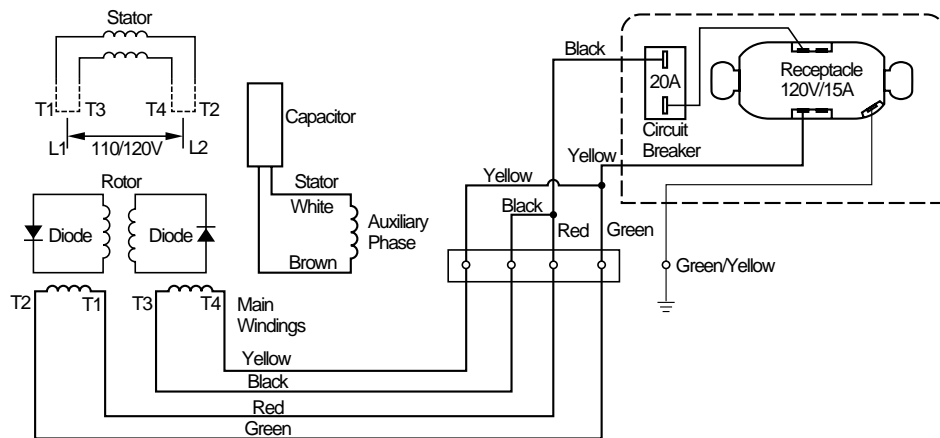 Stator
T1
T3
T4
T2
L1
110/120V
L2
Rotor
Diode
Diode
Capacitor
Stator
White
Auxiliary
Phase
Brown
Black
20A
Circuit
Breaker
Receptacle
120V/15A
Yellow
Yellow
Black
Red
Green
Green/Yellow
T2
T1
T3
T4
Main
Windings
Yellow
Black
Red
Green